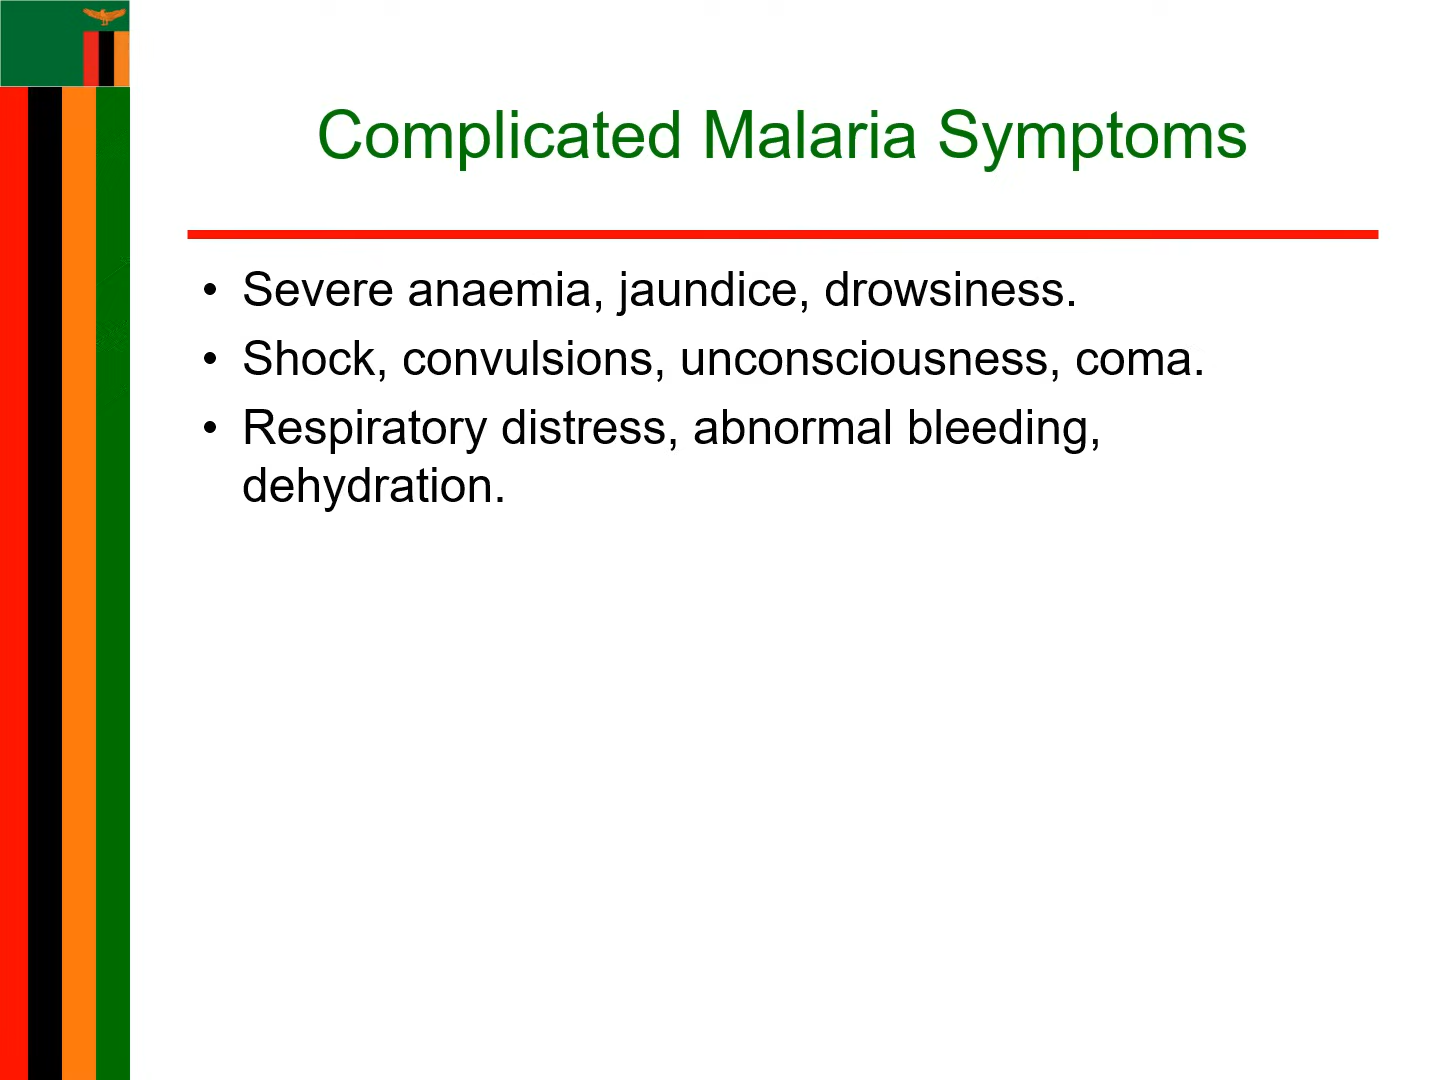 Complicated Malaria Symptoms
• Severe anaemia, jaundice, drowsiness.
• Shock, convulsions, unconsciousness, coma.
• Respiratory distress, abnormal bleeding,
dehydration.